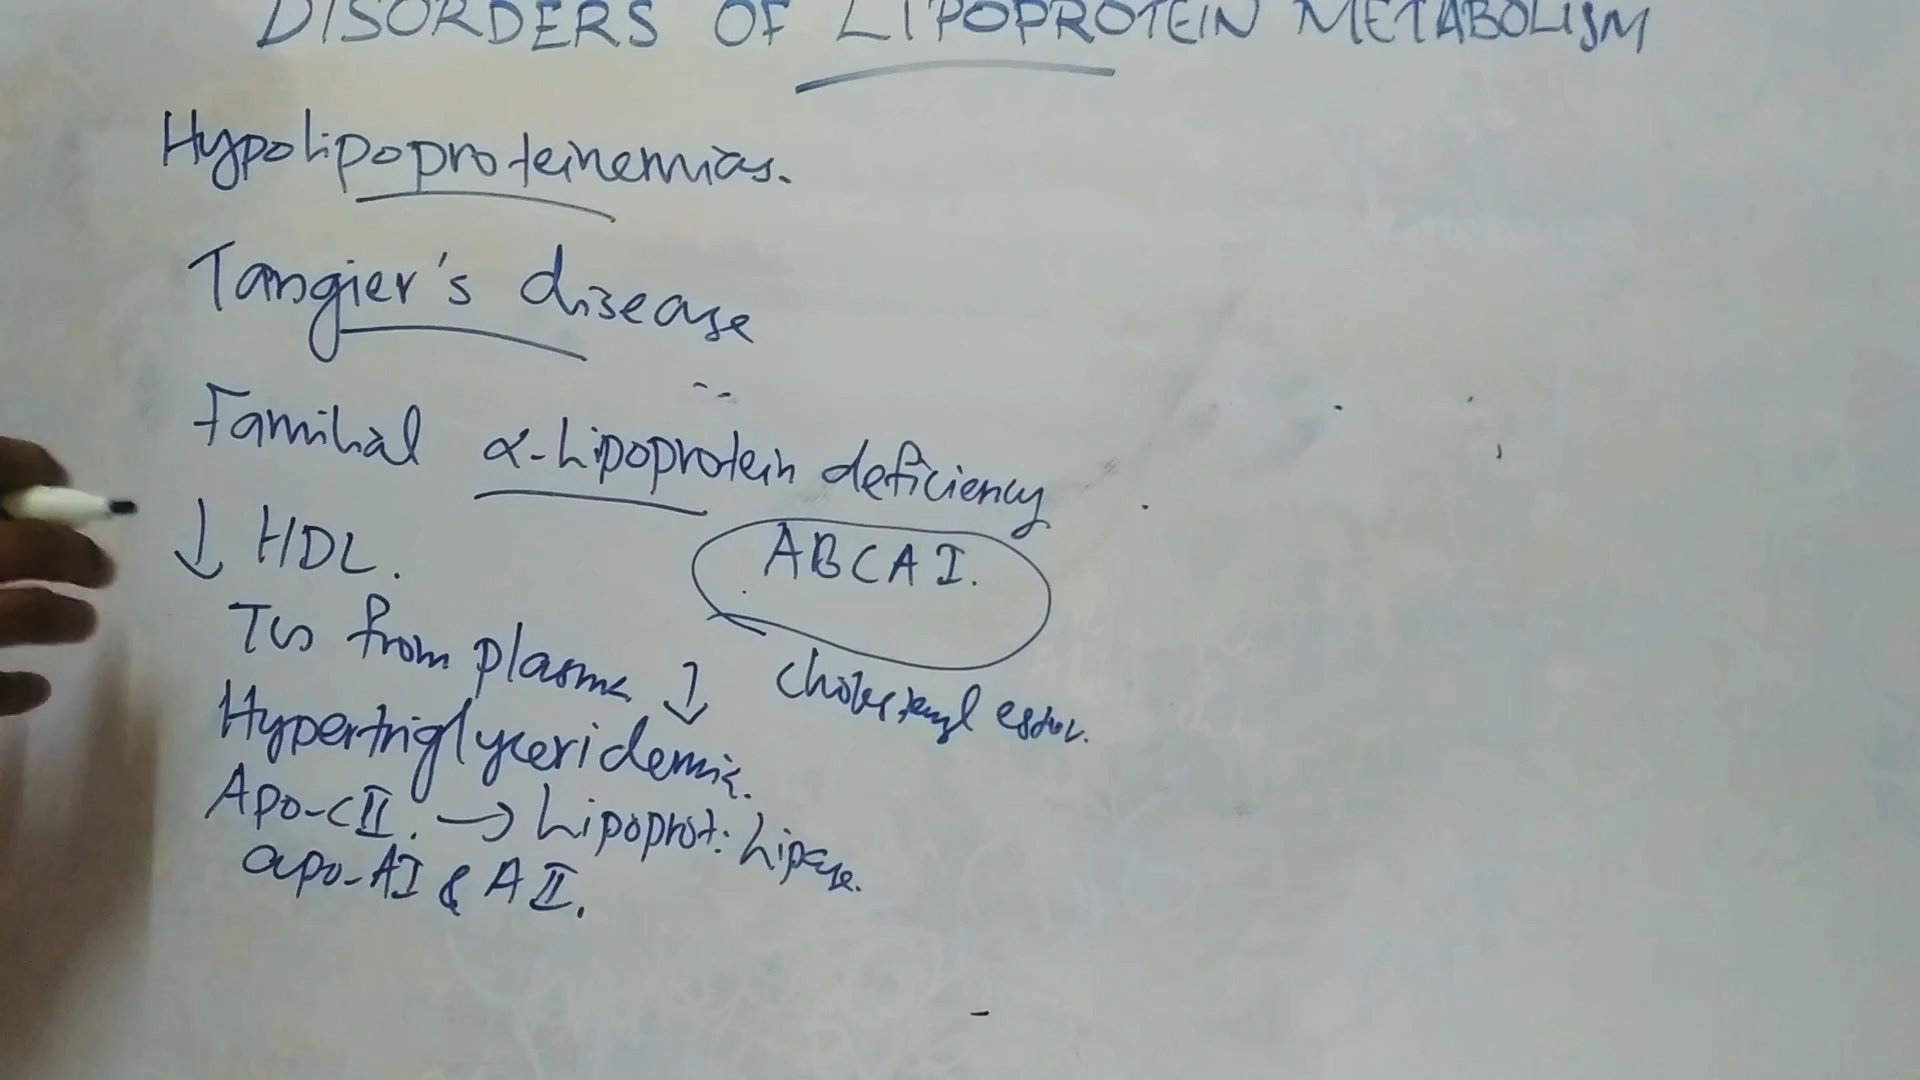 DISORDERS OF LIPOPROTEIN METABOLISM
Hypolipoproteinemias.
Tangier's disease
Familial α-Lipoprotein deficiency
↓ HDL.
ABCA I.
TGs from plasma ↓
Cholesteryl ester.
Hypertriglyceridemia.
Apo-CII. → Lipoprot: Lipase.
apo-AI & AII.